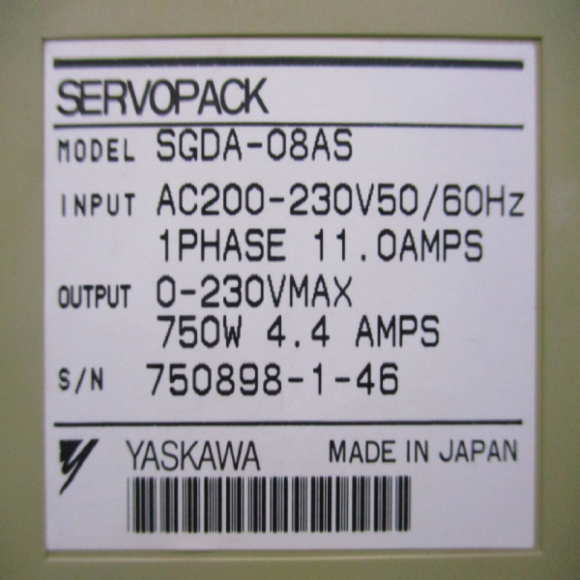 SERVOPACK
MODEL SGDA-08AS
INPUT AC200-230V50/60Hz
1PHASE 11.0AMPS
OUTPUT 0-230VMAX
750W 4.4 AMPS
S/N 750898-1-46
YASKAWA MADE IN JAPAN